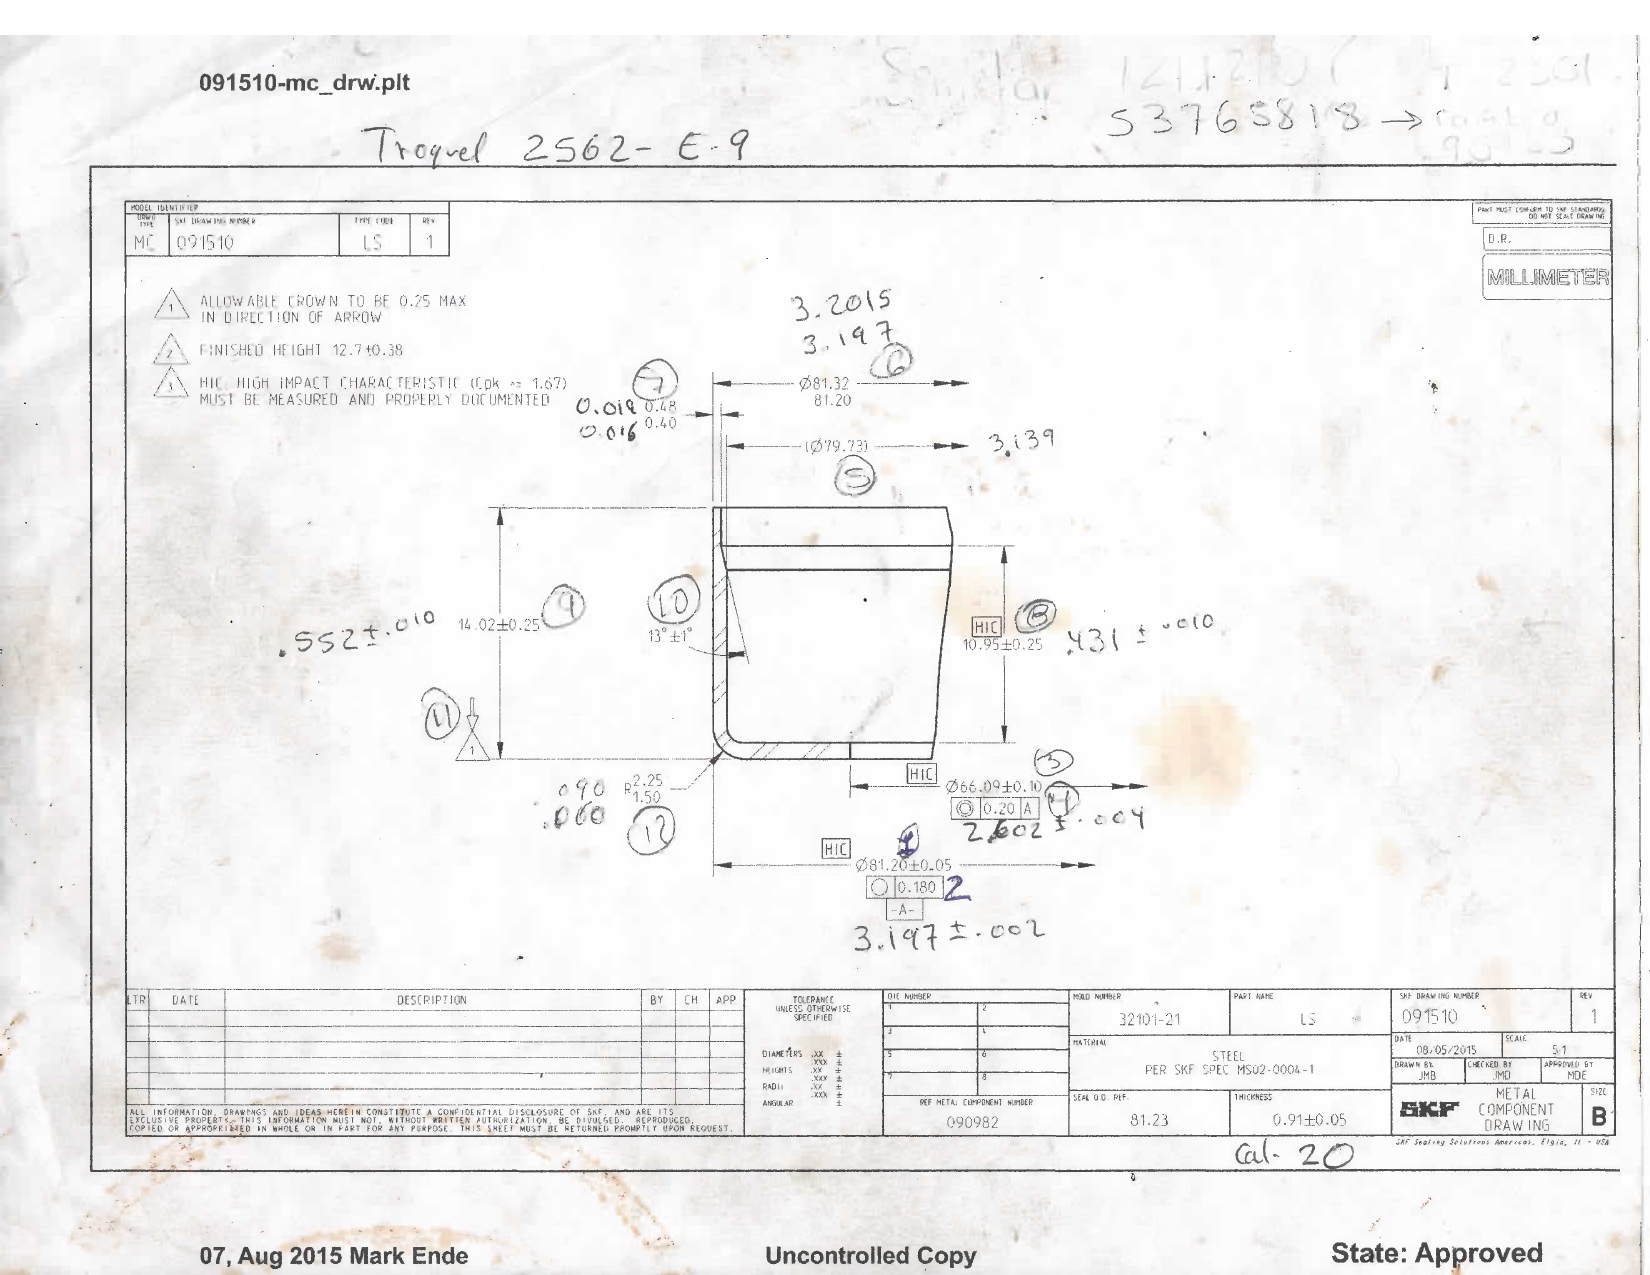 091510-mc_drw.plt
Troquel 2562-E-9
53765818 →
MODEL IDENTIFIER
DRWG TYPE
SKF DRAWING NUMBER
TYPE CODE
REV
MC
091510
LS
1
PART MUST CONFORM TO SKF STANDARDS
DO NOT SCALE DRAWING
D.R.
MILLIMETER
1 ALLOWABLE CROWN TO BE 0.25 MAX
IN DIRECTION OF ARROW
2 FINISHED HEIGHT 12.7±0.38
HIC HIGH IMPACT CHARACTERISTIC (Cpk >= 1.67)
MUST BE MEASURED AND PROPERLY DOCUMENTED
3.2015
3.197
6
Ø81.32
81.20
7
0.019 0.48
0.016 0.40
(Ø79.73) 3.139
5
.552±.010 14.02±0.25 9
10
13°±1°
HIC 8
10.95±0.25 .431 ± .010
11
1
.090 R2.25
.060 1.50
12
HIC 3
Ø66.09±0.10
◎ 0.20 A 4
2.602 ± .004
HIC 1
Ø81.20±0.05
○ 0.180 2
-A-
3.197 ± .002
LTR DATE DESCRIPTION BY CH APP
TOLERANCE
UNLESS OTHERWISE
SPECIFIED
DIAMETERS .XX ±
.XXX ±
HEIGHTS .XX ±
.XXX ±
RADII .XX ±
.XXX ±
ANGULAR ±
DIE NUMBER
1 2
3 4
5 6
7 8
REF METAL COMPONENT NUMBER
090982
MOLD NUMBER
32101-21
PART NAME
LS
MATERIAL
STEEL
PER SKF SPEC MS02-0004-1
SEAL O.D. REF.
81.23
THICKNESS
0.91±0.05
SKF DRAWING NUMBER
091510
REV
1
DATE
08/05/2015
SCALE
5:1
DRAWN BY
JMB
CHECKED BY
JMD
APPROVED BY
MDE
SKF
METAL
COMPONENT
DRAWING
SIZE
B
ALL INFORMATION, DRAWINGS AND IDEAS HEREIN CONSTITUTE A CONFIDENTIAL DISCLOSURE OF SKF, AND ARE ITS
EXCLUSIVE PROPERTY. THIS INFORMATION MUST NOT, WITHOUT WRITTEN AUTHORIZATION, BE DIVULGED, REPRODUCED,
COPIED OR APPROPRIATED IN WHOLE OR IN PART FOR ANY PURPOSE. THIS SHEET MUST BE RETURNED PROMPTLY UPON REQUEST.
SKF Sealing Solutions Americas, Elgin, IL - USA
Cal- 20
07, Aug 2015 Mark Ende
Uncontrolled Copy
State: Approved